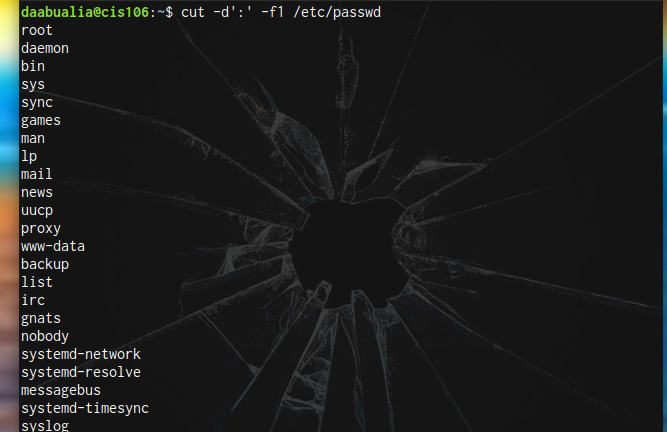 daabualia@cis106:~$ cut -d':' -f1 /etc/passwd
root
daemon
bin
sys
sync
games
man
lp
mail
news
uucp
proxy
www-data
backup
list
irc
gnats
nobody
systemd-network
systemd-resolve
messagebus
systemd-timesync
syslog